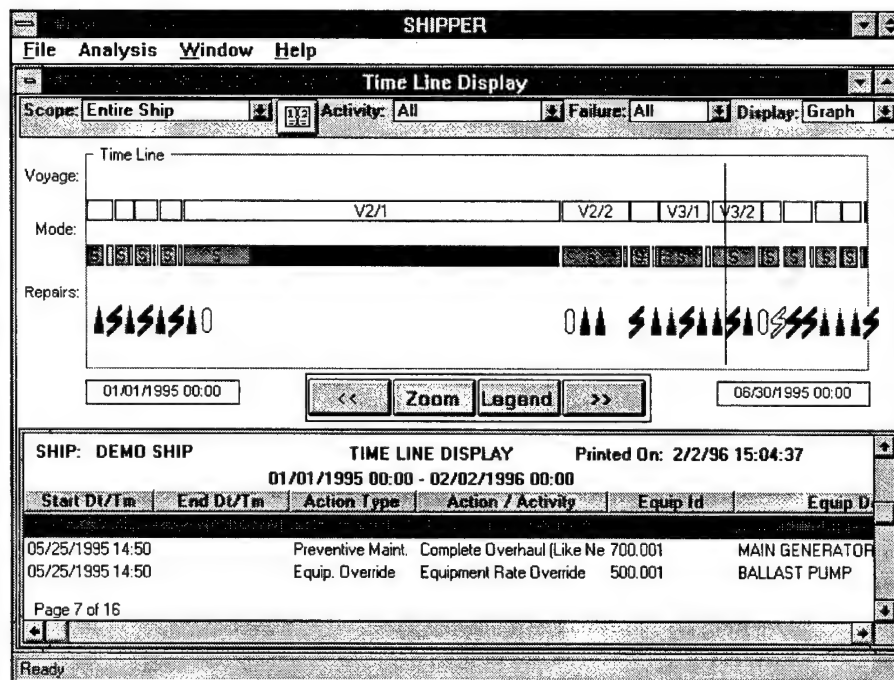 SHIPPER
File Analysis Window Help
Time Line Display
Scope: Entire Ship Activity: All Failure: All Display: Graph
Time Line
Voyage:
V2/1 V2/2 V3/1 V3/2
Mode:
S S S S S S S S S S
Repairs:
01/01/1995 00:00 << Zoom Legend >> 06/30/1995 00:00
SHIP: DEMO SHIP TIME LINE DISPLAY Printed On: 2/2/96 15:04:37
01/01/1995 00:00 - 02/02/1996 00:00
Start Dt/Tm End Dt/Tm Action Type Action / Activity Equip Id Equip D
05/25/1995 14:50 Preventive Maint. Complete Overhaul (Like Ne 700.001 MAIN GENERATOR
05/25/1995 14:50 Equip. Override Equipment Rate Override 500.001 BALLAST PUMP
Page 7 of 16
Ready